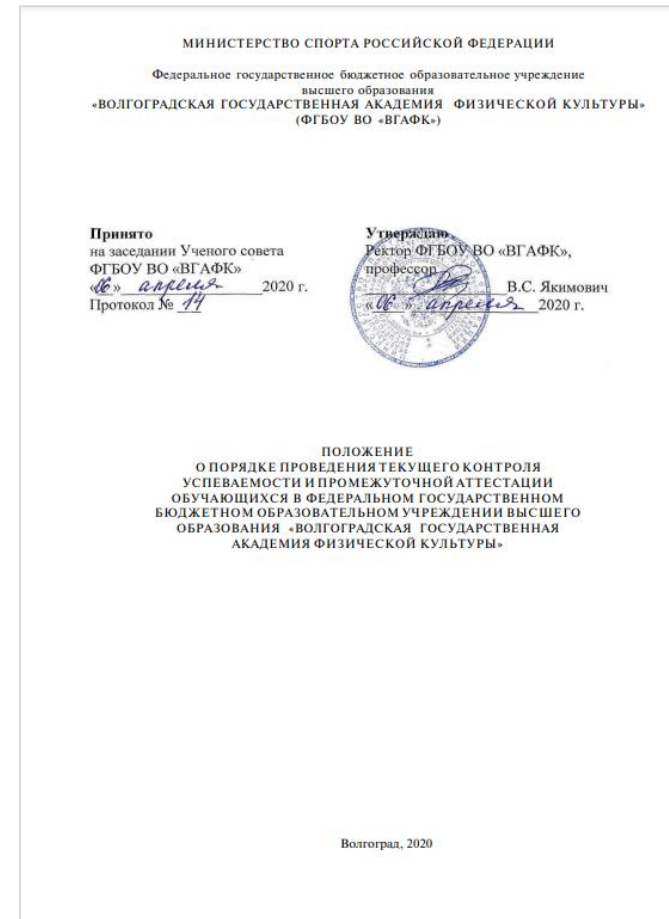 МИНИСТЕРСТВО СПОРТА РОССИЙСКОЙ ФЕДЕРАЦИИ
Федеральное государственное бюджетное образовательное учреждение
высшего образования
«ВОЛГОГРАДСКАЯ ГОСУДАРСТВЕННАЯ АКАДЕМИЯ ФИЗИЧЕСКОЙ КУЛЬТУРЫ»
(ФГБОУ ВО «ВГАФК»)
Принято
на заседании Ученого совета
ФГБОУ ВО «ВГАФК»
«06» апреля 2020 г.
Протокол № 14
Утверждаю
Ректор ФГБОУ ВО «ВГАФК»,
профессор
В.С. Якимович
«06» апреля 2020 г.
ПОЛОЖЕНИЕ
О ПОРЯДКЕ ПРОВЕДЕНИЯ ТЕКУЩЕГО КОНТРОЛЯ
УСПЕВАЕМОСТИ И ПРОМЕЖУТОЧНОЙ АТТЕСТАЦИИ
ОБУЧАЮЩИХСЯ В ФЕДЕРАЛЬНОМ ГОСУДАРСТВЕННОМ
БЮДЖЕТНОМ ОБРАЗОВАТЕЛЬНОМ УЧРЕЖДЕНИИ ВЫСШЕГО
ОБРАЗОВАНИЯ «ВОЛГОГРАДСКАЯ ГОСУДАРСТВЕННАЯ
АКАДЕМИЯ ФИЗИЧЕСКОЙ КУЛЬТУРЫ»
Волгоград, 2020